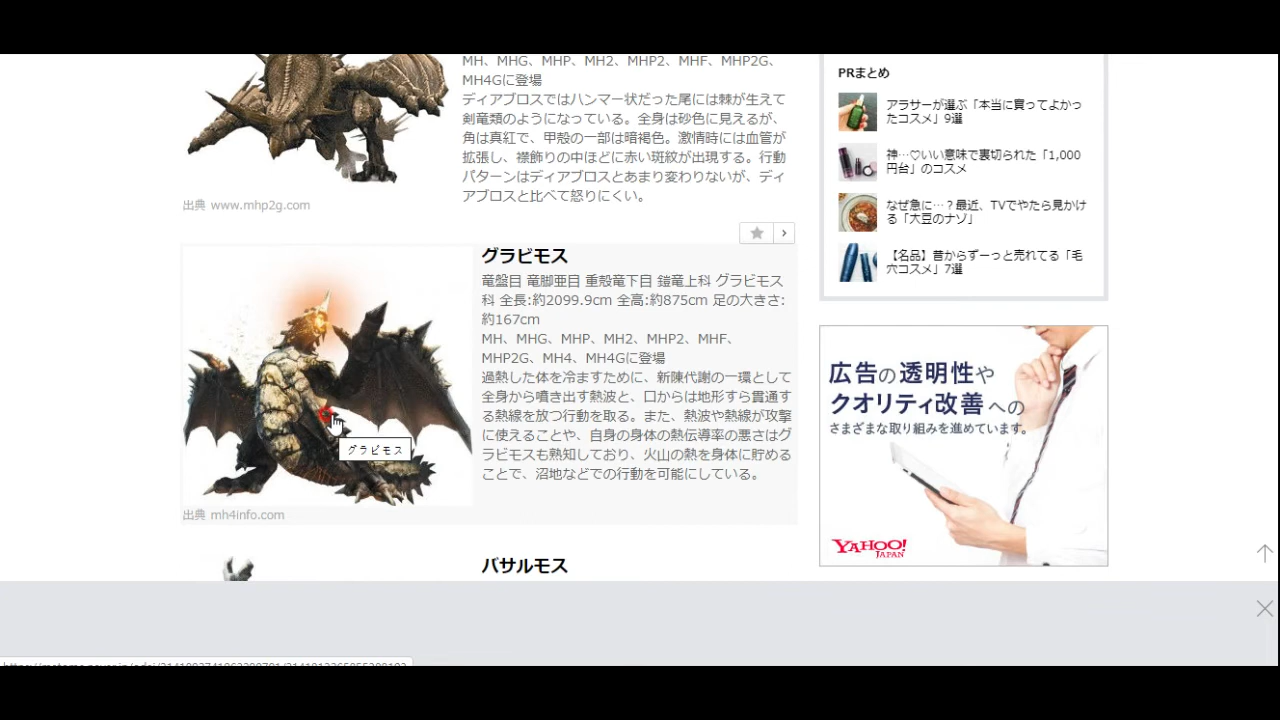 MH、MHG、MHP、MH2、MHP2、MHF、MHP2G、
MH4Gに登場
ディアブロスではハンマー状だった尾には棘が生えて
剣竜類のようになっている。全身は砂色に見えるが、
角は真紅で、甲殻の一部は暗褐色。激情時には血管が
拡張し、襟飾りの中ほどに赤い斑紋が出現する。行動
パターンはディアブロスとあまり変わりないが、ディ
アブロスと比べて怒りにくい。
出典 www.mhp2g.com
グラビモス
竜盤目 竜脚亜目 重殻竜下目 鎧竜上科 グラビモス
科 全長:約2099.9cm 全高:約875cm 足の大きさ:
約167cm
MH、MHG、MHP、MH2、MHP2、MHF、
MHP2G、MH4、MH4Gに登場
過熱した体を冷ますために、新陳代謝の一環として
全身から噴き出す熱波と、口からは地形すら貫通す
る熱線を放つ行動を取る。また、熱波や熱線が攻撃
に使えることや、自身の身体の熱伝導率の悪さはグ
ラビモスも熟知しており、火山の熱を身体に貯める
ことで、沼地などでの行動を可能にしている。
グラビモス
出典 mh4info.com
バサルモス
PRまとめ
アラサーが選ぶ「本当に買ってよかっ
たコスメ」9選
神…♡いい意味で裏切られた「1,000
円台」のコスメ
なぜ急に…？最近、TVでやたら見かけ
る「大豆のナゾ」
【名品】昔からずーっと売れてる「毛
穴コスメ」7選
広告の透明性や
クオリティ改善への
さまざまな取り組みを進めています。
YAHOO!
JAPAN